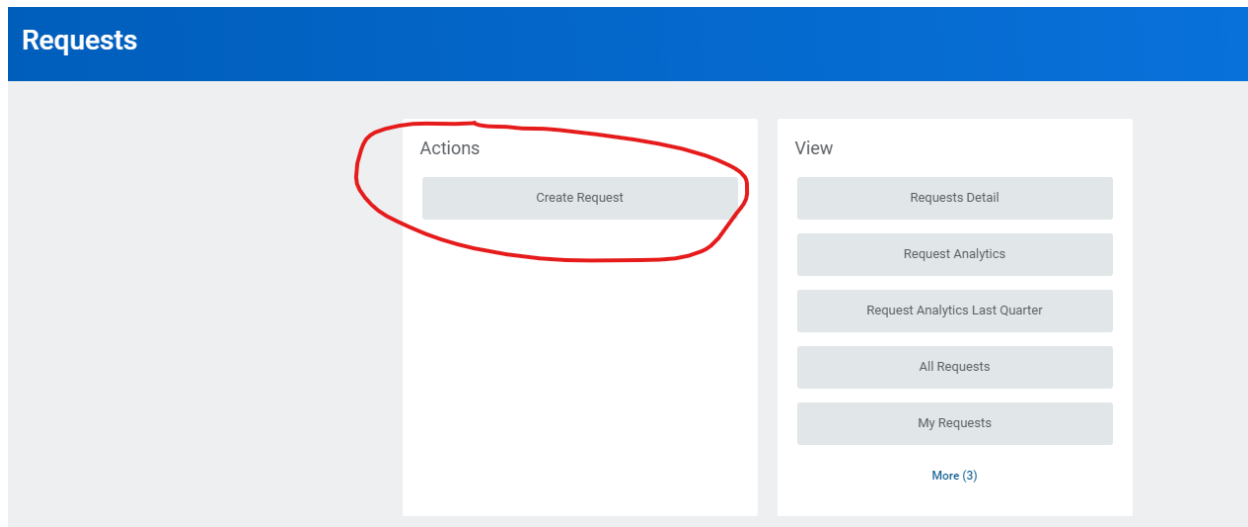 Requests
Actions
Create Request
View
Requests Detail
Request Analytics
Request Analytics Last Quarter
All Requests
My Requests
More (3)